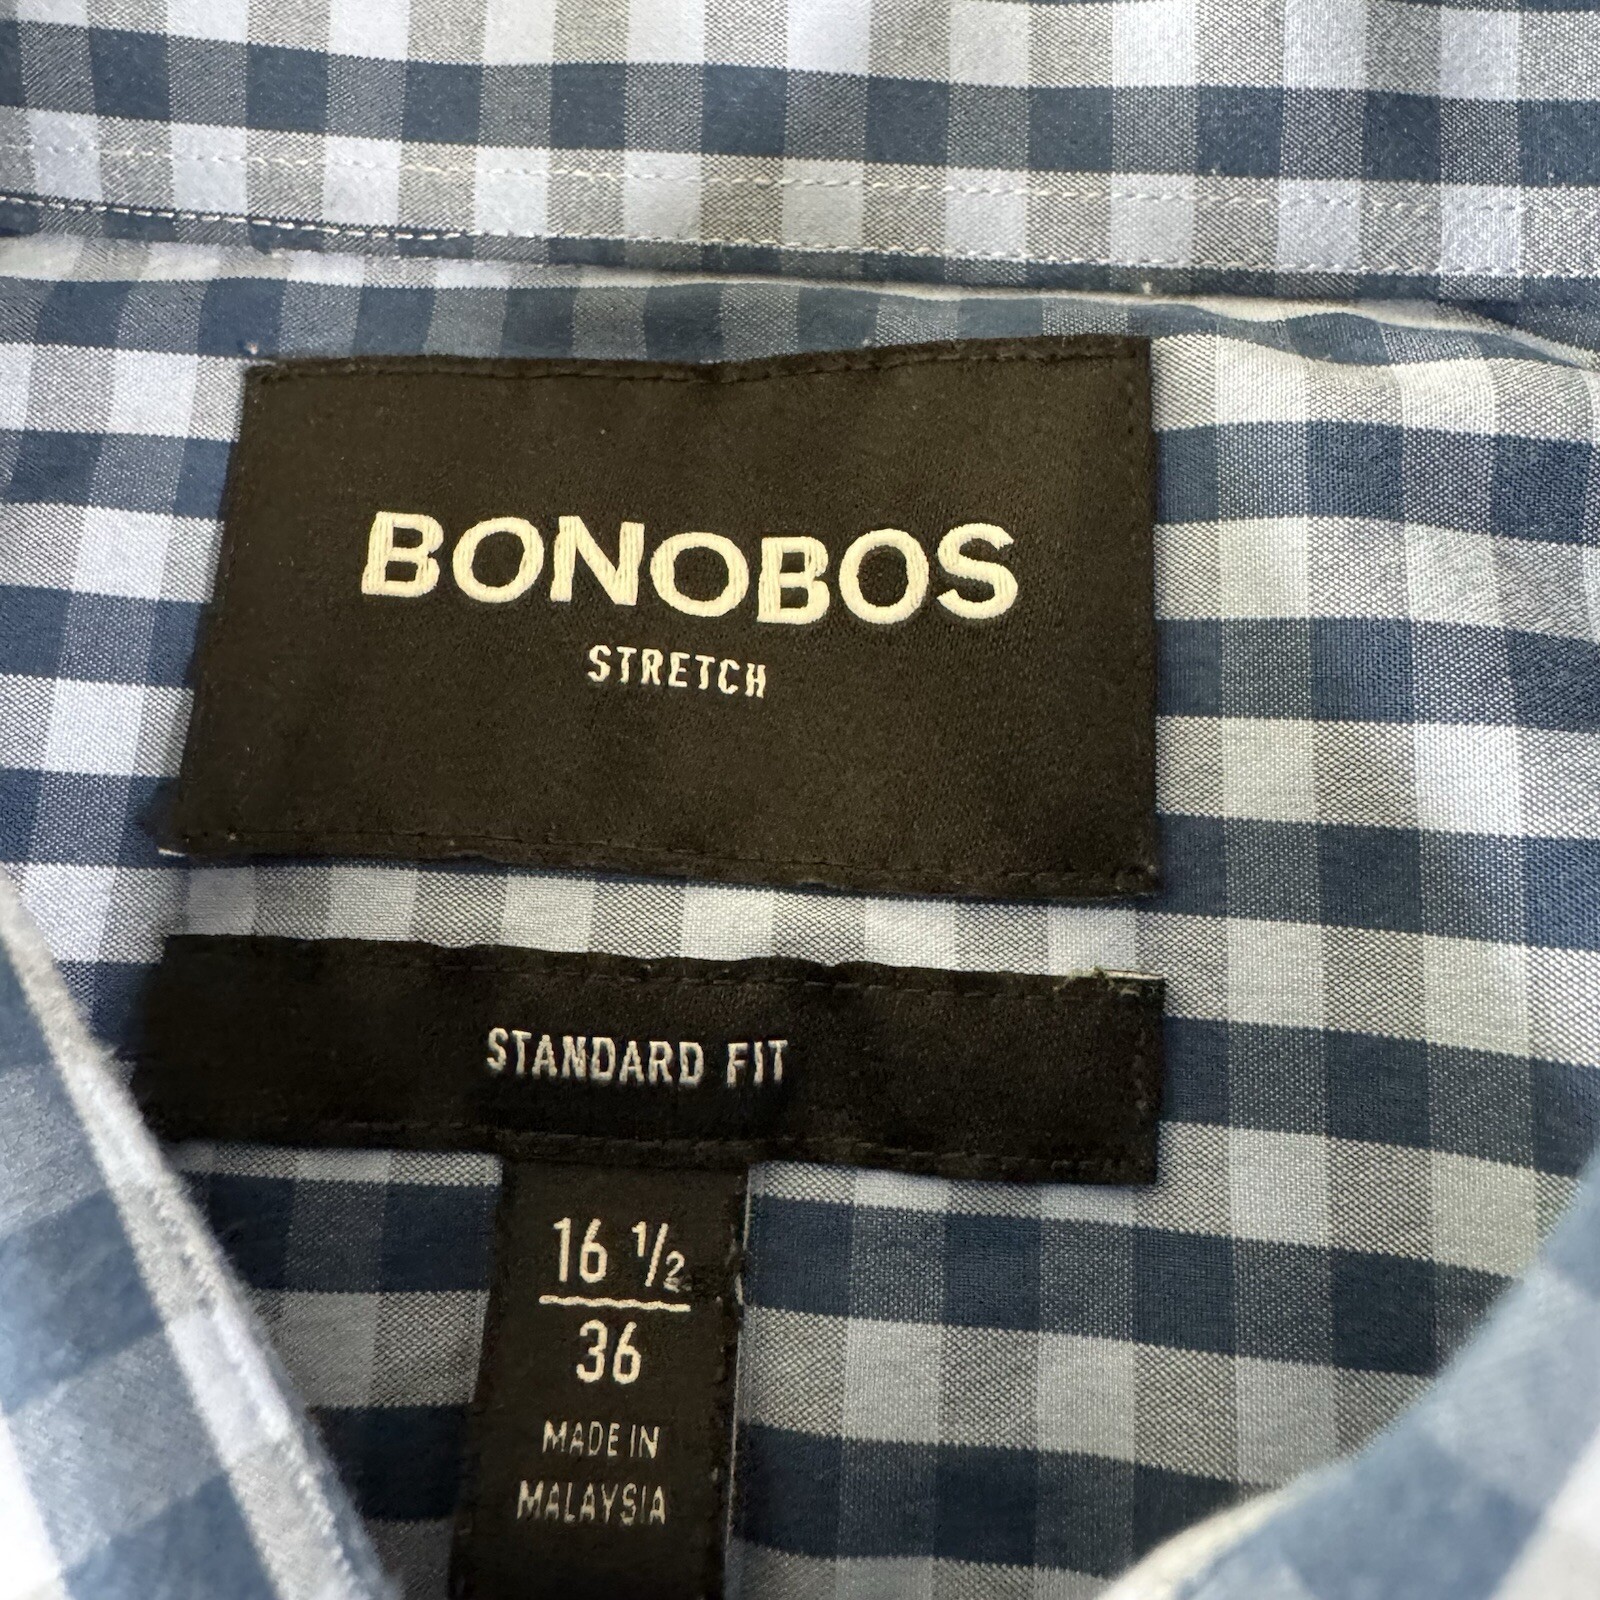 BONOBOS
STRETCH
STANDARD FIT
16 1/2
36
MADE IN
MALAYSIA